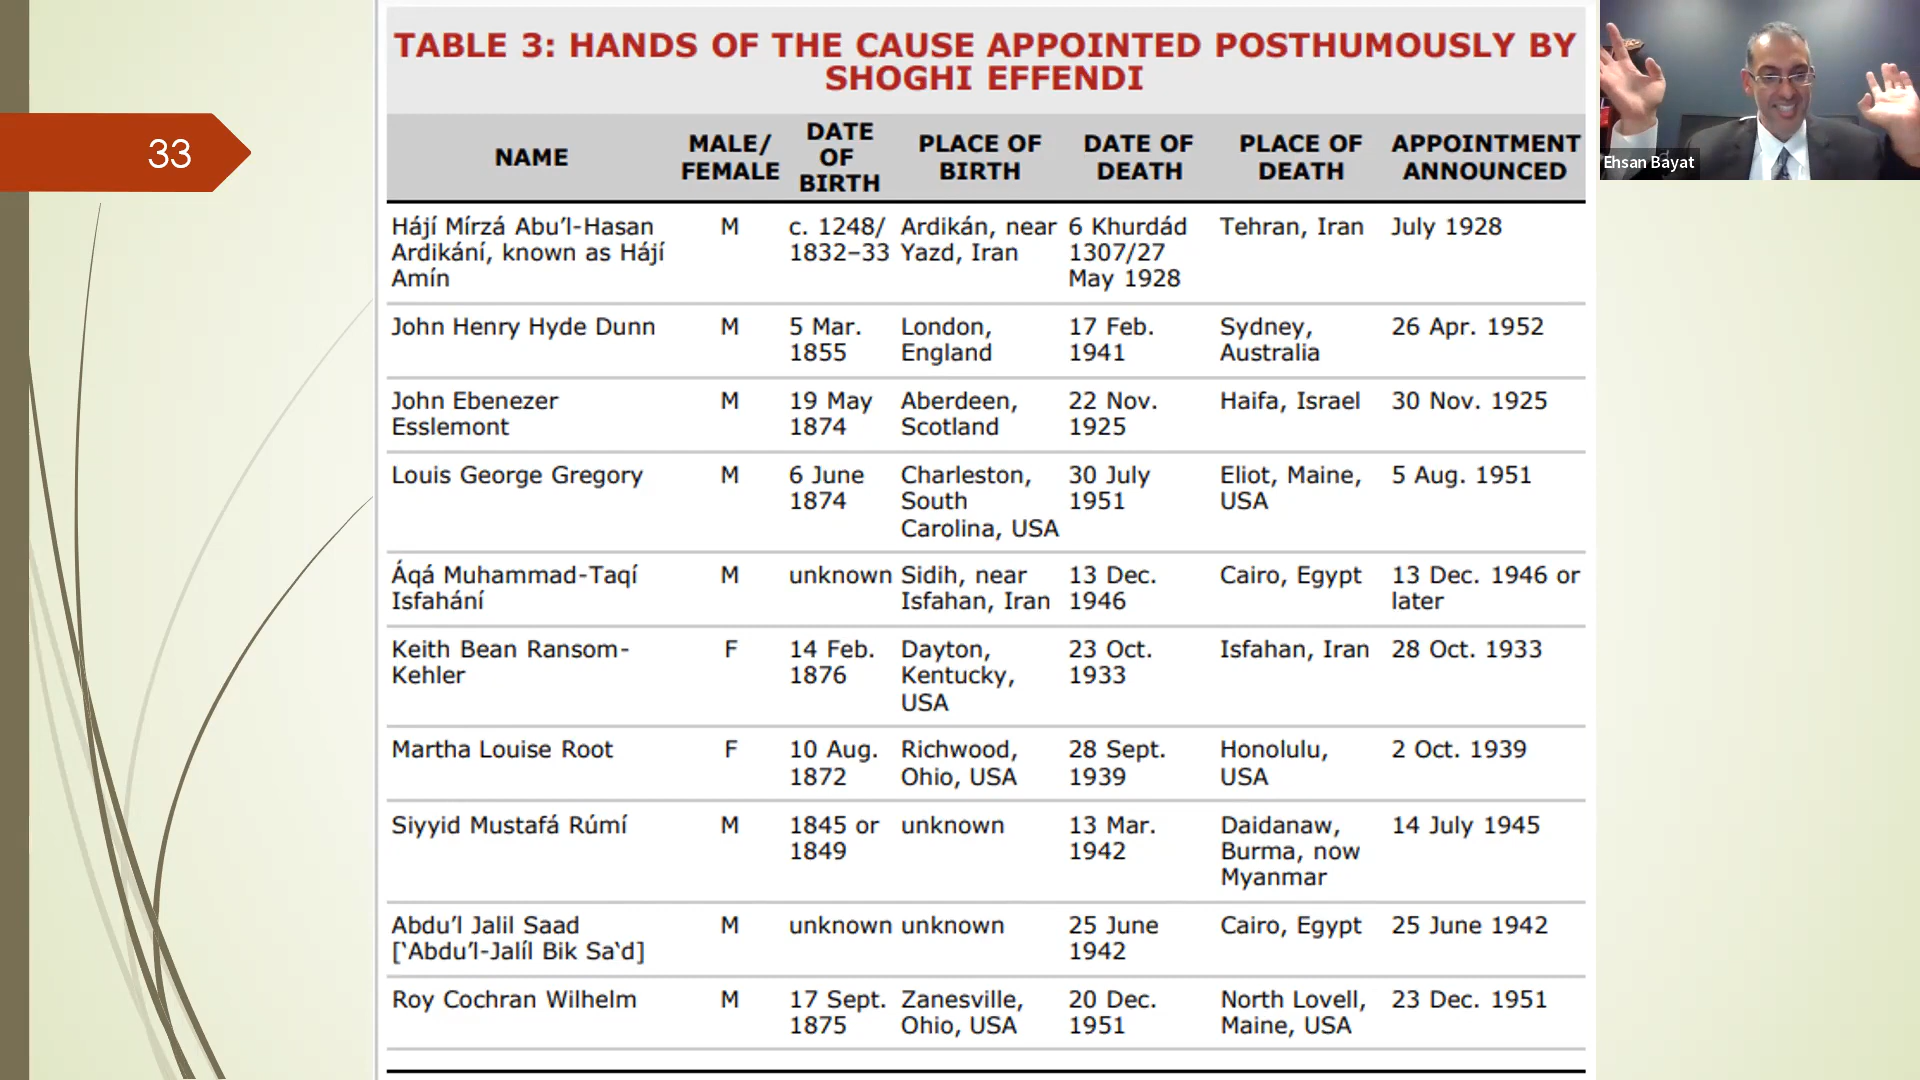 33
TABLE 3: HANDS OF THE CAUSE APPOINTED POSTHUMOUSLY BY
SHOGHI EFFENDI
NAME
MALE/
FEMALE
DATE
OF
BIRTH
PLACE OF
BIRTH
DATE OF
DEATH
PLACE OF
DEATH
APPOINTMENT
ANNOUNCED
Hájí Mírzá Abu’l-Hasan
Ardikání, known as Hájí
Amín
M
c. 1248/
1832–33
Ardikán, near
Yazd, Iran
6 Khurdád
1307/27
May 1928
Tehran, Iran
July 1928
John Henry Hyde Dunn
M
5 Mar.
1855
London,
England
17 Feb.
1941
Sydney,
Australia
26 Apr. 1952
John Ebenezer
Esslemont
M
19 May
1874
Aberdeen,
Scotland
22 Nov.
1925
Haifa, Israel
30 Nov. 1925
Louis George Gregory
M
6 June
1874
Charleston,
South
Carolina, USA
30 July
1951
Eliot, Maine,
USA
5 Aug. 1951
Áqá Muhammad-Taqí
Isfahání
M
unknown
Sidih, near
Isfahan, Iran
13 Dec.
1946
Cairo, Egypt
13 Dec. 1946 or
later
Keith Bean Ransom-
Kehler
F
14 Feb.
1876
Dayton,
Kentucky,
USA
23 Oct.
1933
Isfahan, Iran
28 Oct. 1933
Martha Louise Root
F
10 Aug.
1872
Richwood,
Ohio, USA
28 Sept.
1939
Honolulu,
USA
2 Oct. 1939
Siyyid Mustafá Rúmí
M
1845 or
1849
unknown
13 Mar.
1942
Daidanaw,
Burma, now
Myanmar
14 July 1945
Abdu’l Jalil Saad
[‘Abdu’l-Jalíl Bik Sa‘d]
M
unknown
unknown
25 June
1942
Cairo, Egypt
25 June 1942
Roy Cochran Wilhelm
M
17 Sept.
1875
Zanesville,
Ohio, USA
20 Dec.
1951
North Lovell,
Maine, USA
23 Dec. 1951
Ehsan Bayat